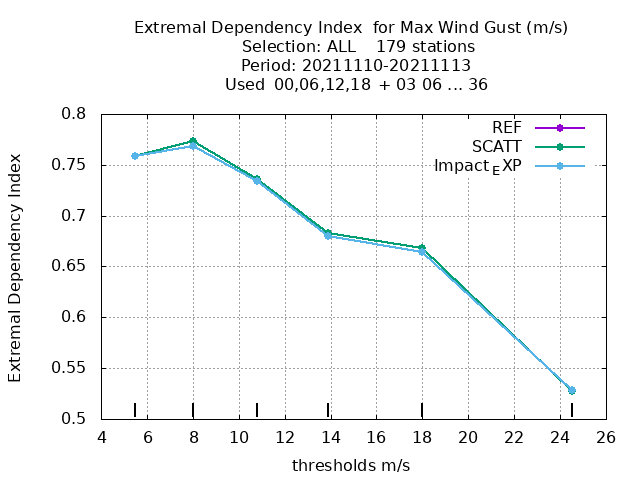 Extremal Dependency Index  for Max Wind Gust (m/s)
Selection: ALL    179 stations
Period: 20211110-20211113
Used  00,06,12,18  + 03 06 ... 36
REF
SCATT
Impact_EXP
Extremal Dependency Index
0.8
0.75
0.7
0.65
0.6
0.55
0.5
4 6 8 10 12 14 16 18 20 22 24 26
thresholds m/s